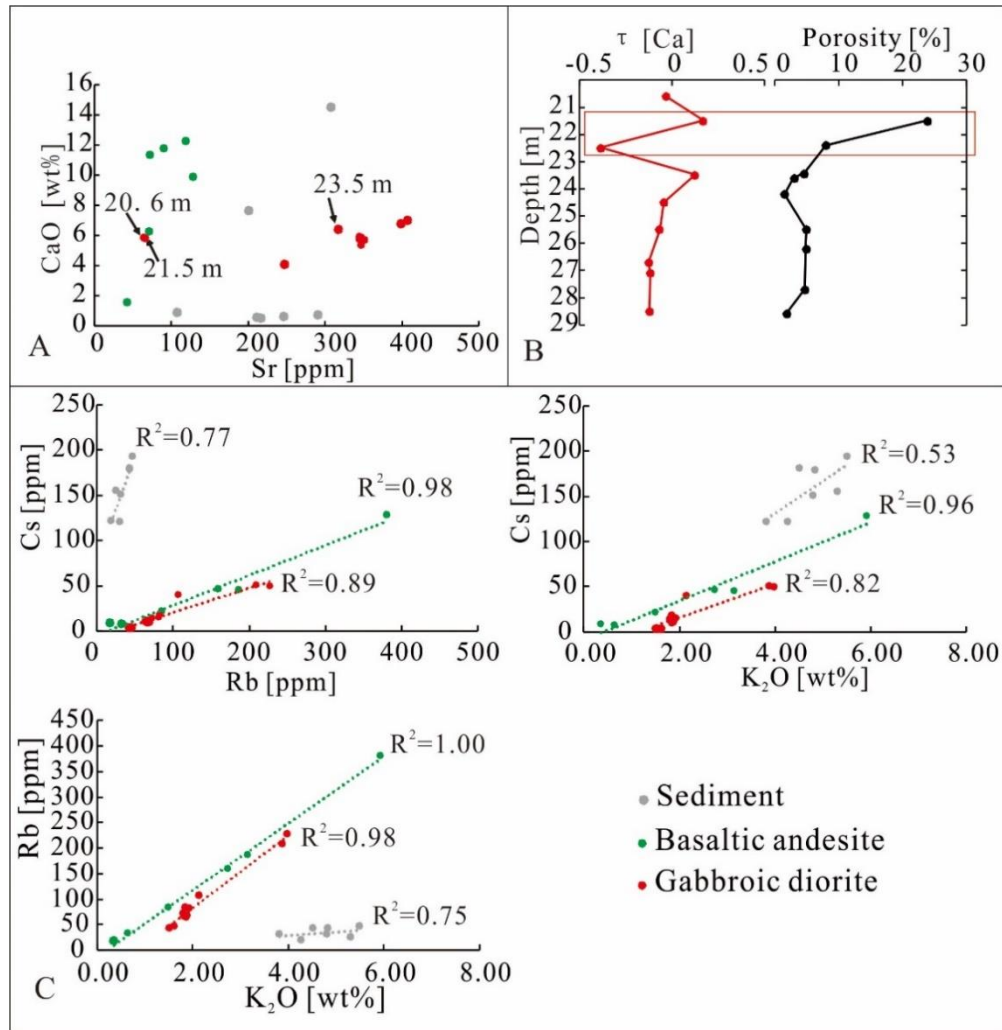 τ [Ca]
Porosity [%]
-0.5 0 0.5 0 10 20 30
16
14
12
10
8
6
4
2
0
CaO [wt%]
20. 6 m
21.5 m
23.5 m
0 100 200 300 400 500
Sr [ppm]
A
21
22
23
24
25
26
27
28
29
Depth [m]
B
250
200
150
100
50
0
Cs [ppm]
R²=0.77
R²=0.98
R²=0.89
0 100 200 300 400 500
Rb [ppm]
250
200
150
100
50
0
Cs [ppm]
R²=0.53
R²=0.96
R²=0.82
0.00 2.00 4.00 6.00 8.00
K₂O [wt%]
450
400
350
300
250
200
150
100
50
0
Rb [ppm]
R²=1.00
R²=0.98
R²=0.75
0.00 2.00 4.00 6.00 8.00
K₂O [wt%]
C
Sediment
Basaltic andesite
Gabbroic diorite